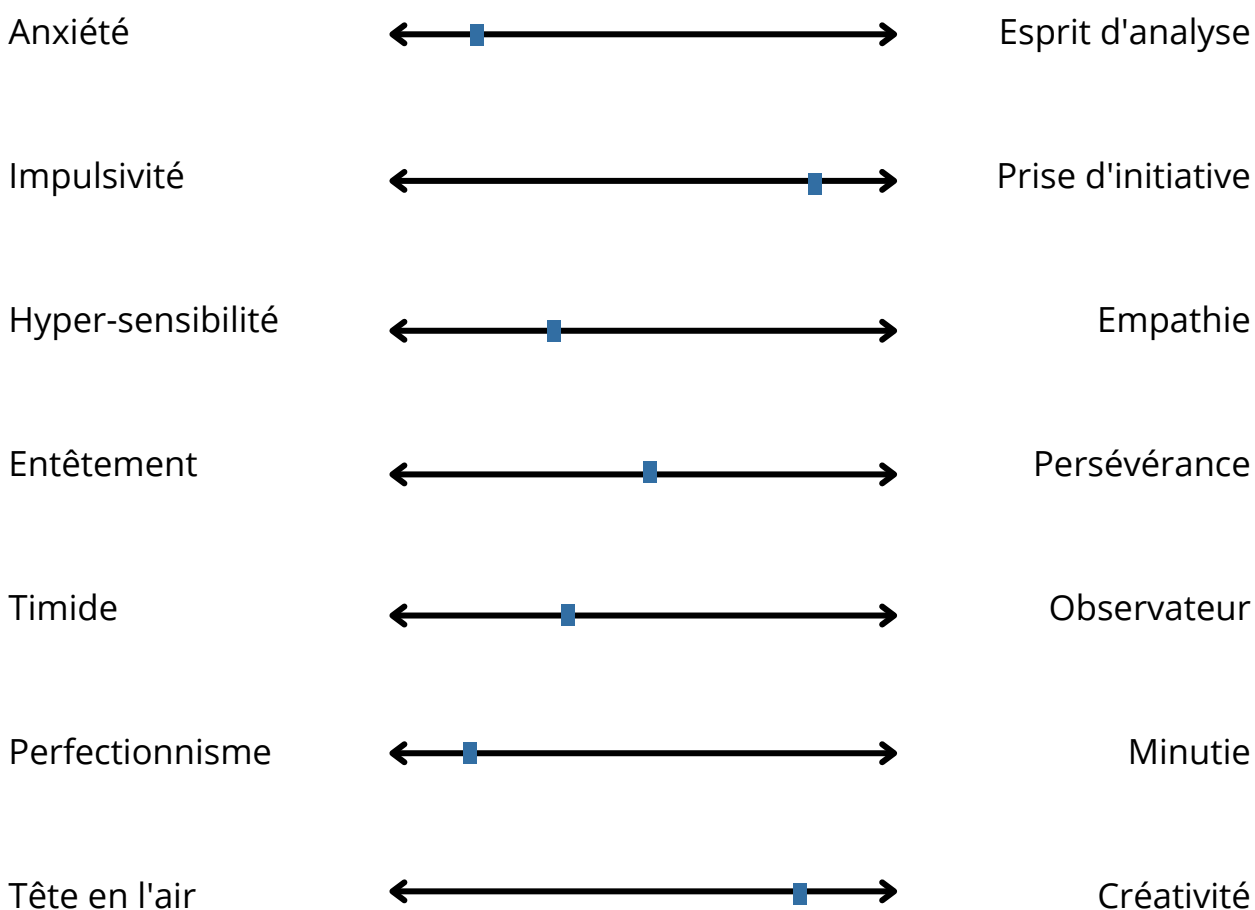 Anxiété Esprit d'analyse
Impulsivité Prise d'initiative
Hyper-sensibilité Empathie
Entêtement Persévérance
Timide Observateur
Perfectionnisme Minutie
Tête en l'air Créativité